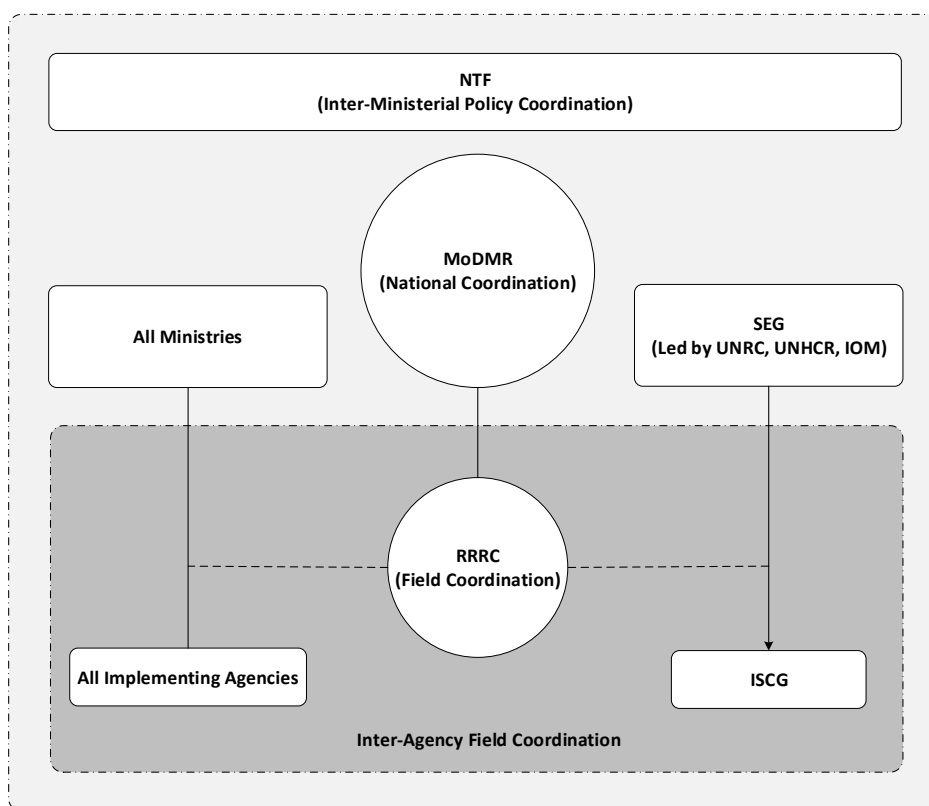 NTF
(Inter-Ministerial Policy Coordination)
MoDMR
(National Coordination)
All Ministries
SEG
(Led by UNRC, UNHCR, IOM)
RRRC
(Field Coordination)
All Implementing Agencies
ISCG
Inter-Agency Field Coordination